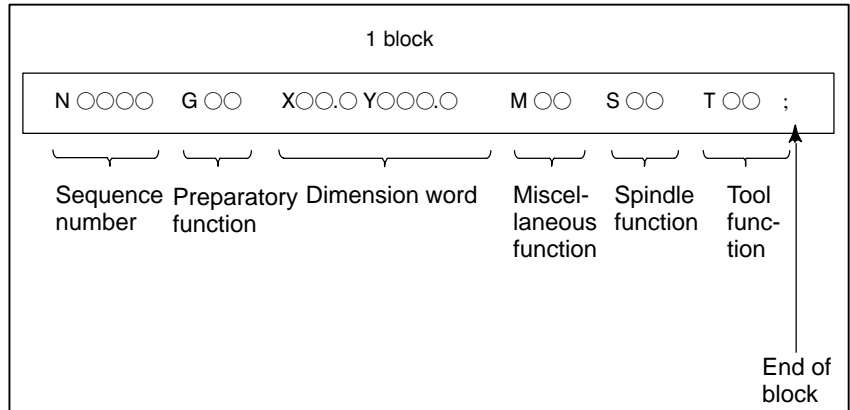 1 block
N ○○○○ G ○○ X○○.○ Y○○○.○ M ○○ S ○○ T ○○ ;
Sequence number
Preparatory function
Dimension word
Miscel-
laneous
function
Spindle
function
Tool
func-
tion
End of
block